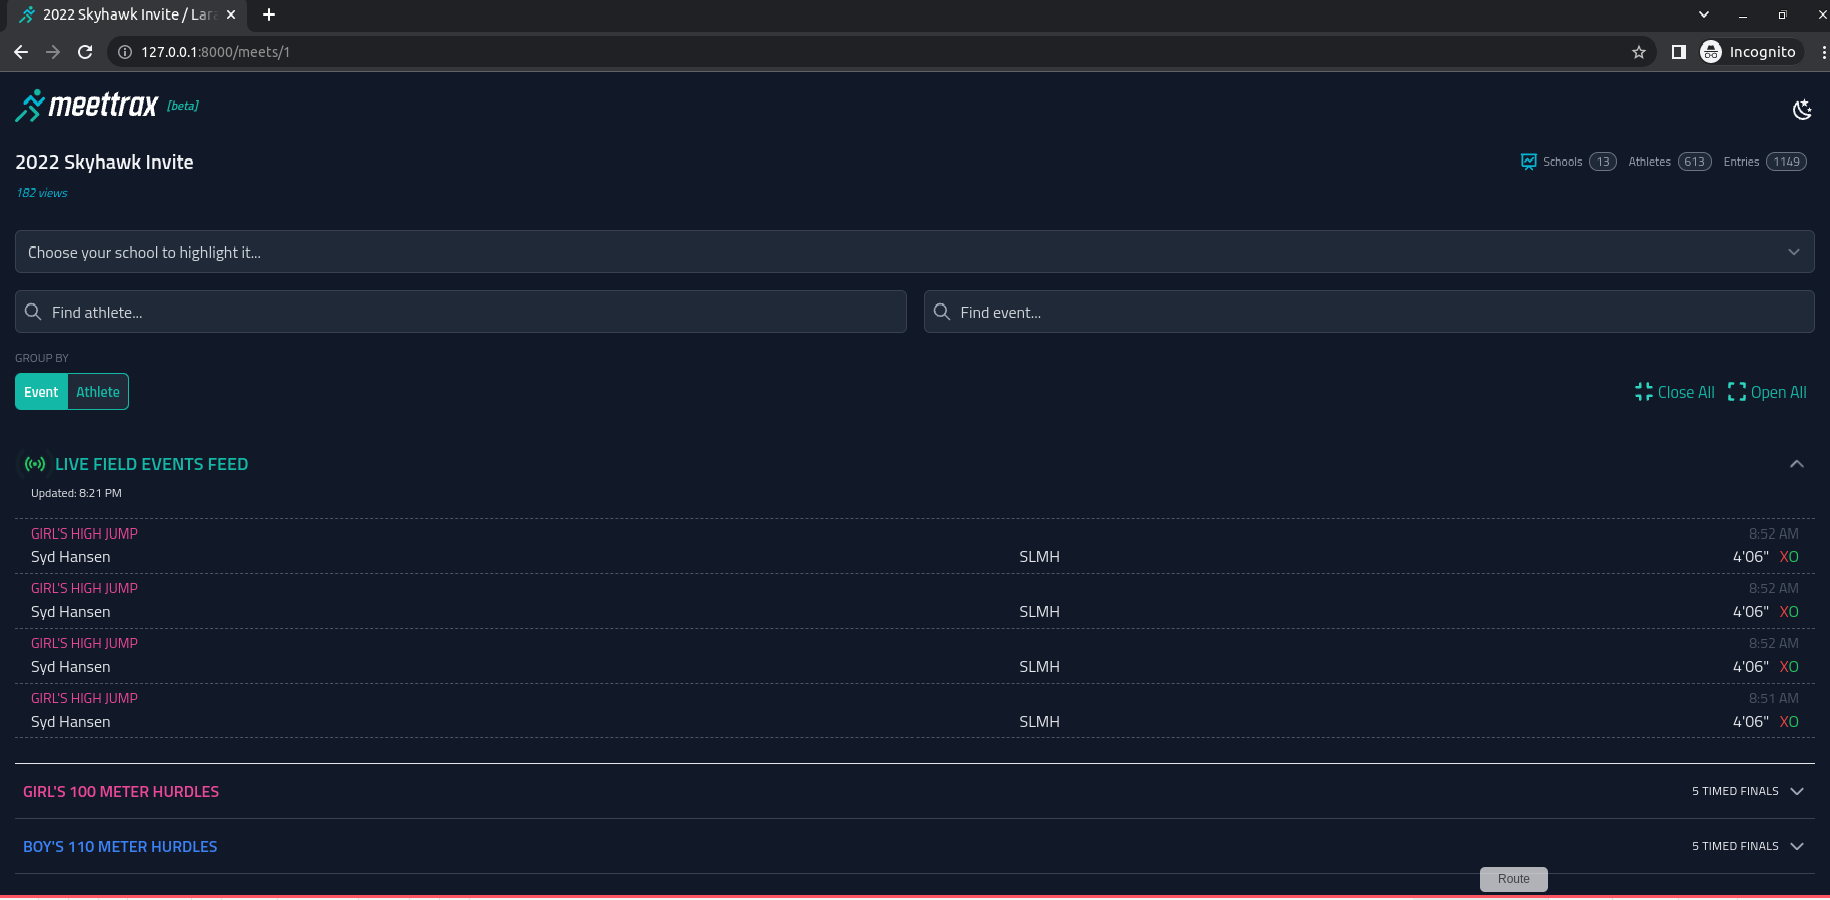 2022 Skyhawk Invite / Lara
127.0.0.1:8000/meets/1
Incognito
meettrax [beta]
2022 Skyhawk Invite
Schools 13 Athletes 613 Entries 1149
182 views
Choose your school to highlight it...
Find athlete... Find event...
GROUP BY
Event Athlete
Close All Open All
LIVE FIELD EVENTS FEED
Updated: 8:21 PM
GIRL'S HIGH JUMP 8:52 AM
Syd Hansen SLMH 4'06" XO
GIRL'S HIGH JUMP 8:52 AM
Syd Hansen SLMH 4'06" XO
GIRL'S HIGH JUMP 8:52 AM
Syd Hansen SLMH 4'06" XO
GIRL'S HIGH JUMP 8:51 AM
Syd Hansen SLMH 4'06" XO
GIRL'S 100 METER HURDLES 5 TIMED FINALS
BOY'S 110 METER HURDLES 5 TIMED FINALS
Route